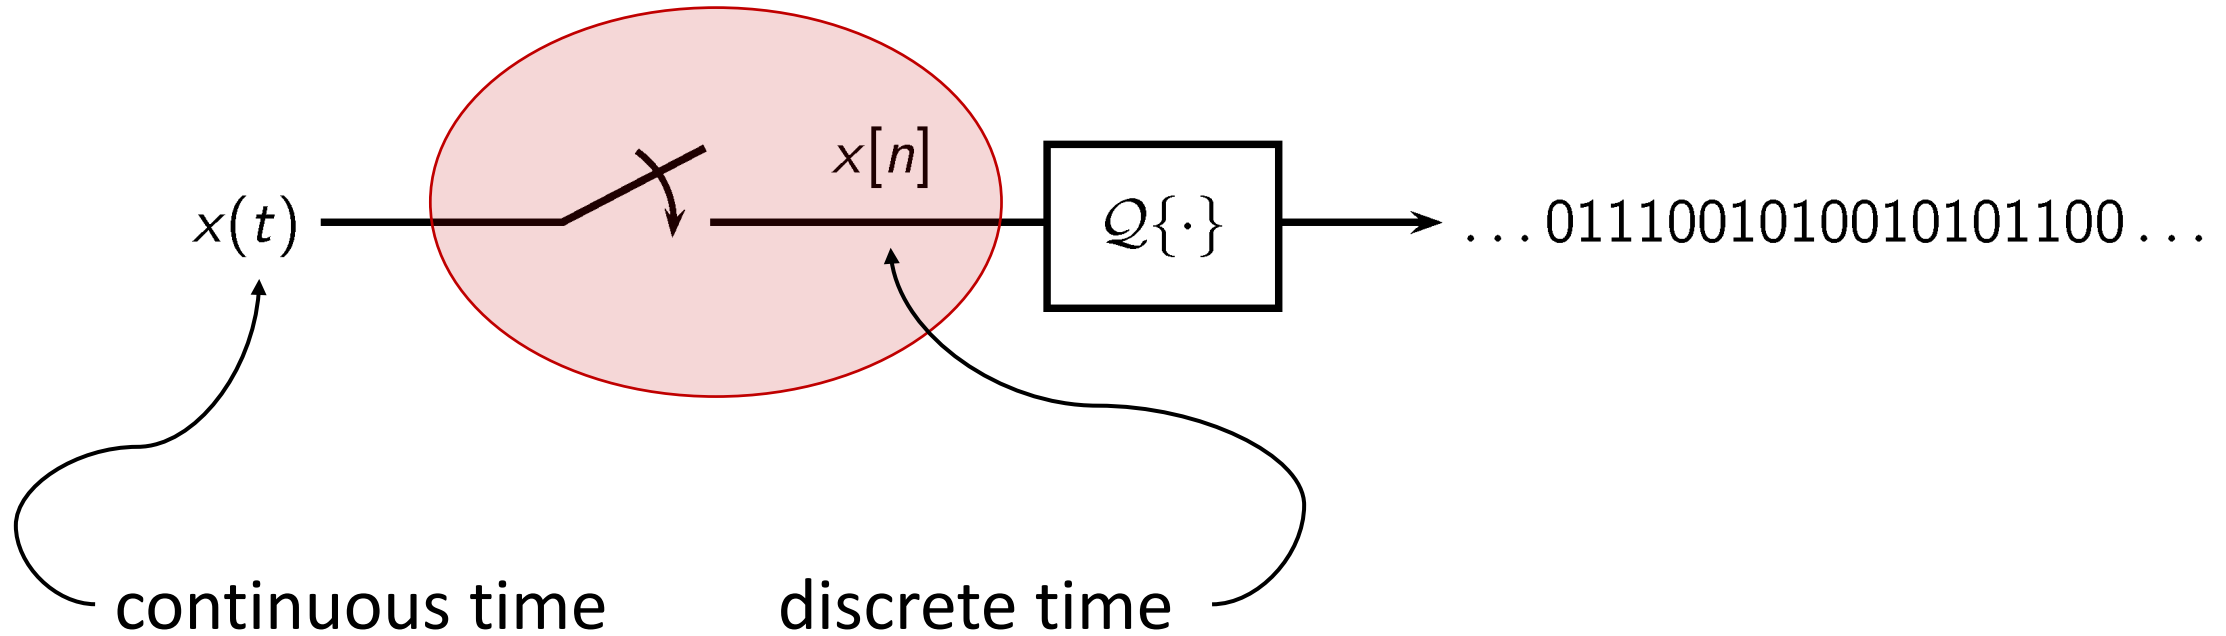 x(t)
x[n]
Q{·}
...0111001010010101100...
continuous time
discrete time